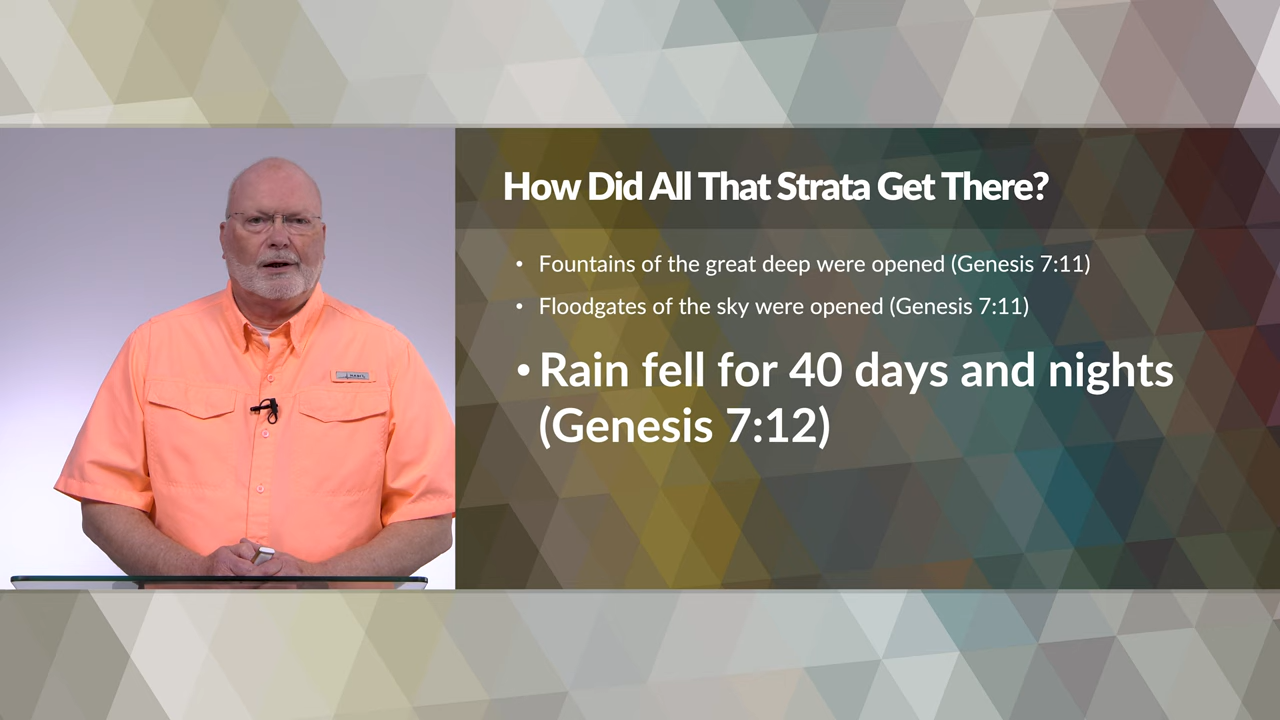 How Did All That Strata Get There?
• Fountains of the great deep were opened (Genesis 7:11)
• Floodgates of the sky were opened (Genesis 7:11)
• Rain fell for 40 days and nights
(Genesis 7:12)